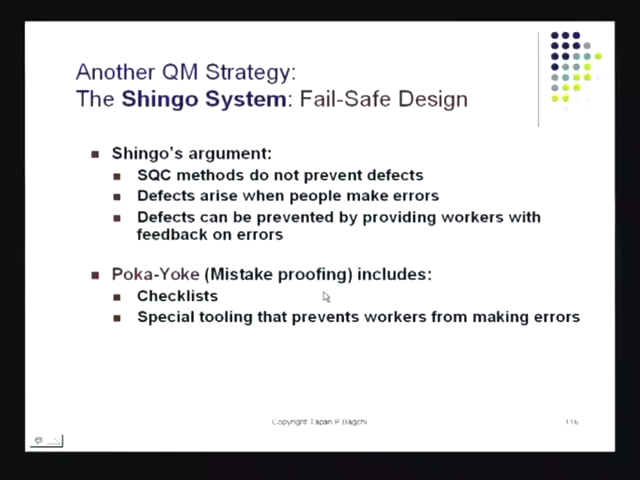 Another QM Strategy:
The Shingo System: Fail-Safe Design
Shingo's argument:
SQC methods do not prevent defects
Defects arise when people make errors
Defects can be prevented by providing workers with
feedback on errors
Poka-Yoke (Mistake proofing) includes:
Checklists
Special tooling that prevents workers from making errors
Copyright Tapan P Bagchi
116